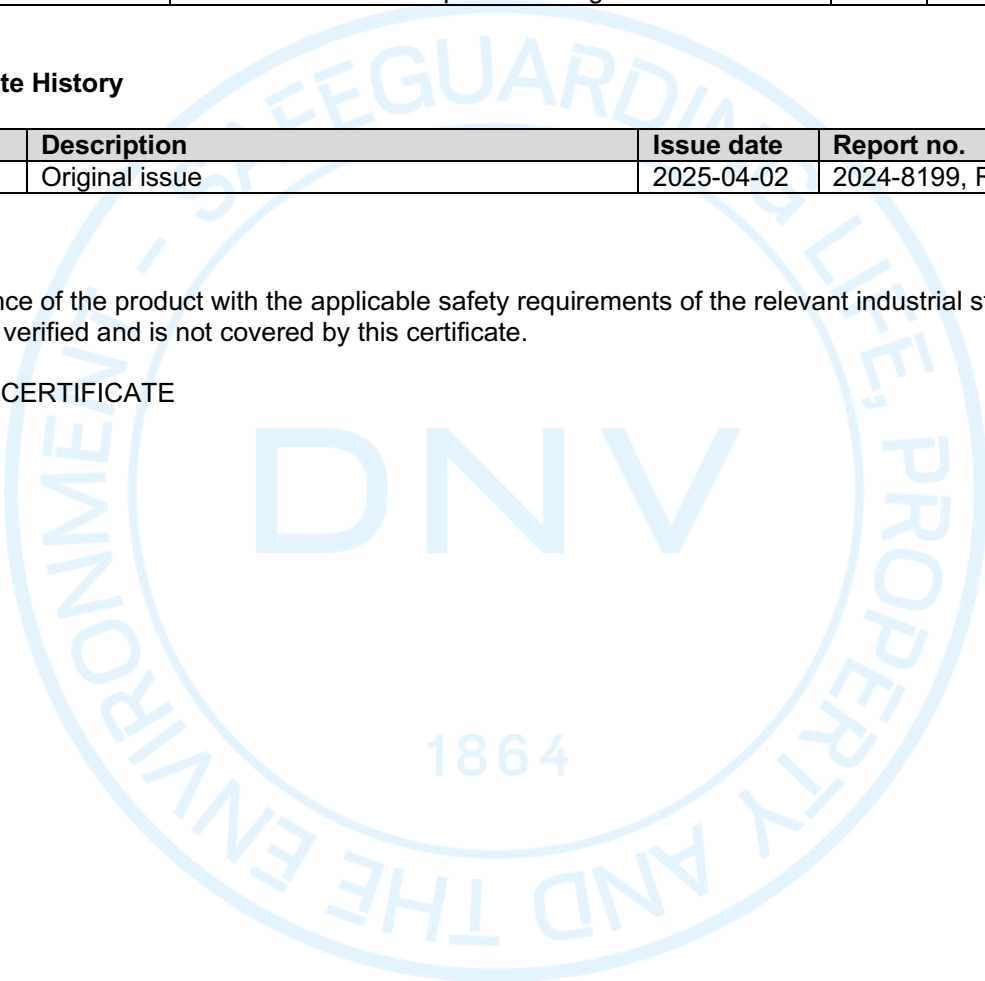 te History
Description Issue date Report no.
Original issue 2025-04-02 2024-8199,
nce of the product with the applicable safety requirements of the relevant industrial
verified and is not covered by this certificate.
CERTIFICATE
SAFEGUARDING LIFE, PROPERTY AND THE ENVIRONMENT -
DNV
1864